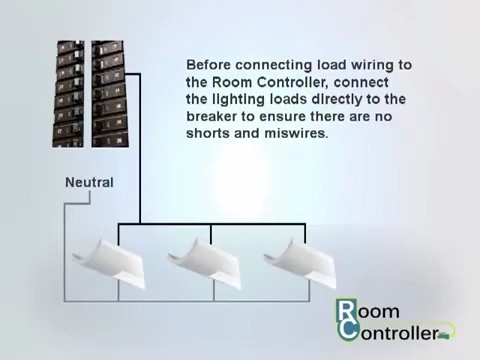 Before connecting load wiring to
the Room Controller, connect
the lighting loads directly to the
breaker to ensure there are no
shorts and miswires.
Neutral
Room
Controller